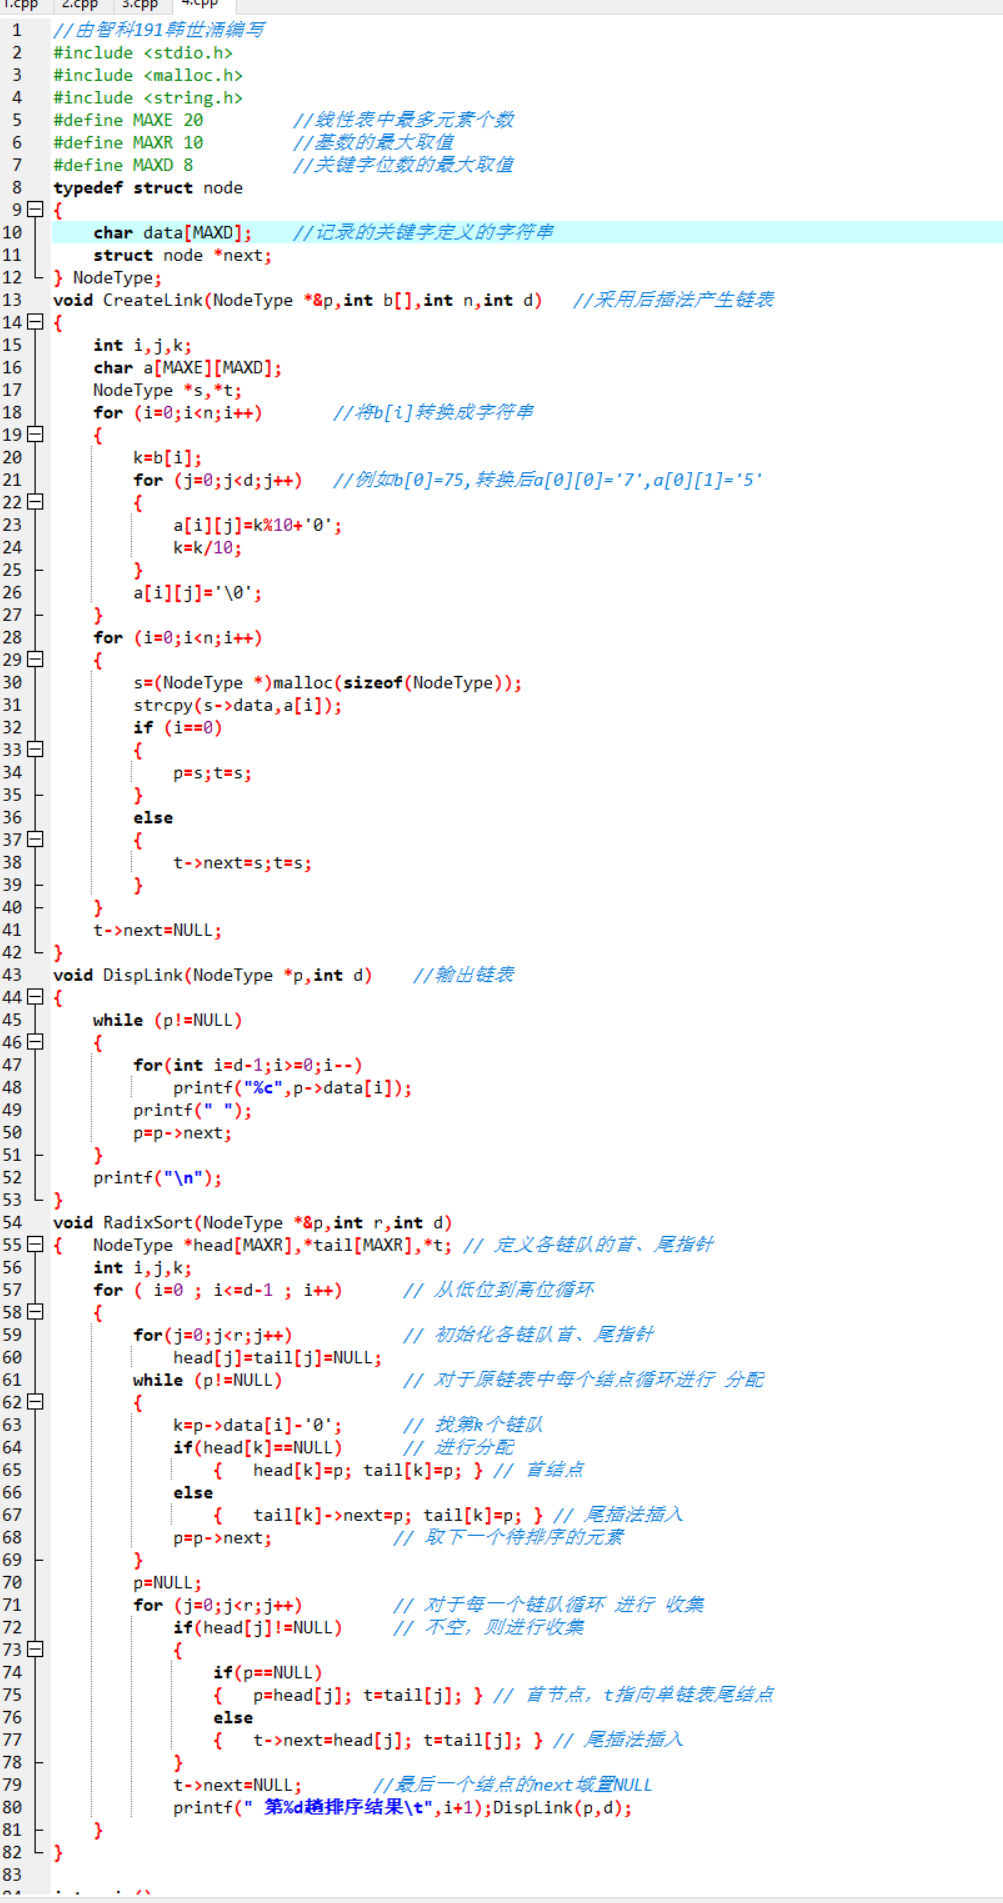 1.cpp 2.cpp 3.cpp 4.cpp
1 //由智科191韩世涌编写
2 #include <stdio.h>
3 #include <malloc.h>
4 #include <string.h>
5 #define MAXE 20 //线性表中最多元素个数
6 #define MAXR 10 //基数的最大取值
7 #define MAXD 8 //关键字位数的最大取值
8 typedef struct node
9 {
10 char data[MAXD]; //记录的关键字定义的字符串
11 struct node *next;
12 } NodeType;
13 void CreateLink(NodeType *&p,int b[],int n,int d) //采用后插法产生链表
14 {
15 int i,j,k;
16 char a[MAXE][MAXD];
17 NodeType *s,*t;
18 for (i=0;i<n;i++) //将b[i]转换成字符串
19 {
20 k=b[i];
21 for (j=0;j<d;j++) //例如b[0]=75,转换后a[0][0]='7',a[0][1]='5'
22 {
23 a[i][j]=k%10+'0';
24 k=k/10;
25 }
26 a[i][j]='\0';
27 }
28 for (i=0;i<n;i++)
29 {
30 s=(NodeType *)malloc(sizeof(NodeType));
31 strcpy(s->data,a[i]);
32 if (i==0)
33 {
34 p=s;t=s;
35 }
36 else
37 {
38 t->next=s;t=s;
39 }
40 }
41 t->next=NULL;
42 }
43 void DispLink(NodeType *p,int d) //输出链表
44 {
45 while (p!=NULL)
46 {
47 for(int i=d-1;i>=0;i--)
48 printf("%c",p->data[i]);
49 printf(" ");
50 p=p->next;
51 }
52 printf("\n");
53 }
54 void RadixSort(NodeType *&p,int r,int d)
55 { NodeType *head[MAXR],*tail[MAXR],*t; // 定义各链队的首、尾指针
56 int i,j,k;
57 for ( i=0 ; i<=d-1 ; i++) // 从低位到高位循环
58 {
59 for(j=0;j<r;j++) // 初始化各链队首、尾指针
60 head[j]=tail[j]=NULL;
61 while (p!=NULL) // 对于原链表中每个结点循环进行 分配
62 {
63 k=p->data[i]-'0'; // 找第k个链队
64 if(head[k]==NULL) // 进行分配
65 { head[k]=p; tail[k]=p; } // 首结点
66 else
67 { tail[k]->next=p; tail[k]=p; } // 尾插法插入
68 p=p->next; // 取下一个待排序的元素
69 }
70 p=NULL;
71 for (j=0;j<r;j++) // 对于每一个链队循环 进行 收集
72 if(head[j]!=NULL) // 不空，则进行收集
73 {
74 if(p==NULL)
75 { p=head[j]; t=tail[j]; } // 首节点，t指向单链表尾结点
76 else
77 { t->next=head[j]; t=tail[j]; } // 尾插法插入
78 }
79 t->next=NULL; //最后一个结点的next域置NULL
80 printf(" 第%d趟排序结果\t",i+1);DispLink(p,d);
81 }
82 }
83